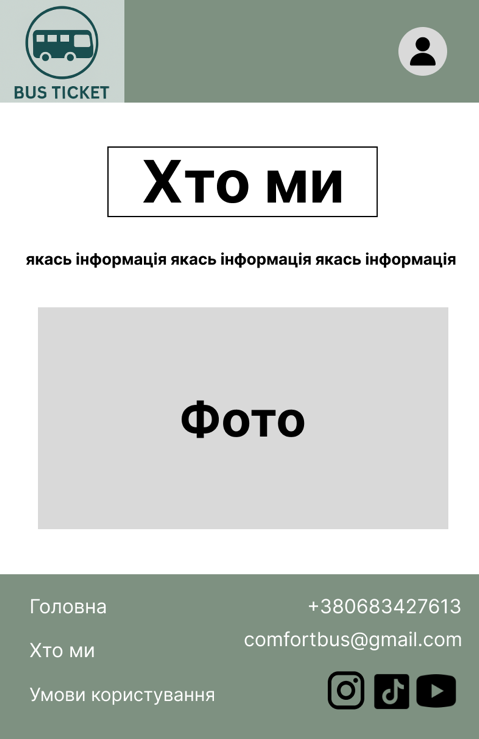 BUS TICKET
Хто ми
якась інформація якась інформація якась інформація
Фото
Головна
+380683427613
Хто ми
comfortbus@gmail.com
Умови користування